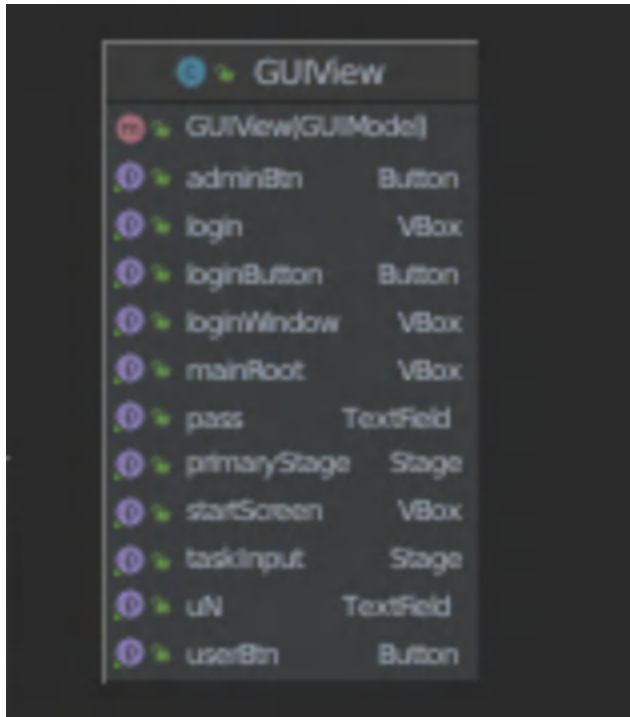 GUIView
GUIView(GUIModel)
adminBtn Button
login VBox
loginButton Button
loginWindow VBox
mainRoot VBox
pass TextField
primaryStage Stage
startScreen VBox
taskInput Stage
uN TextField
userBtn Button